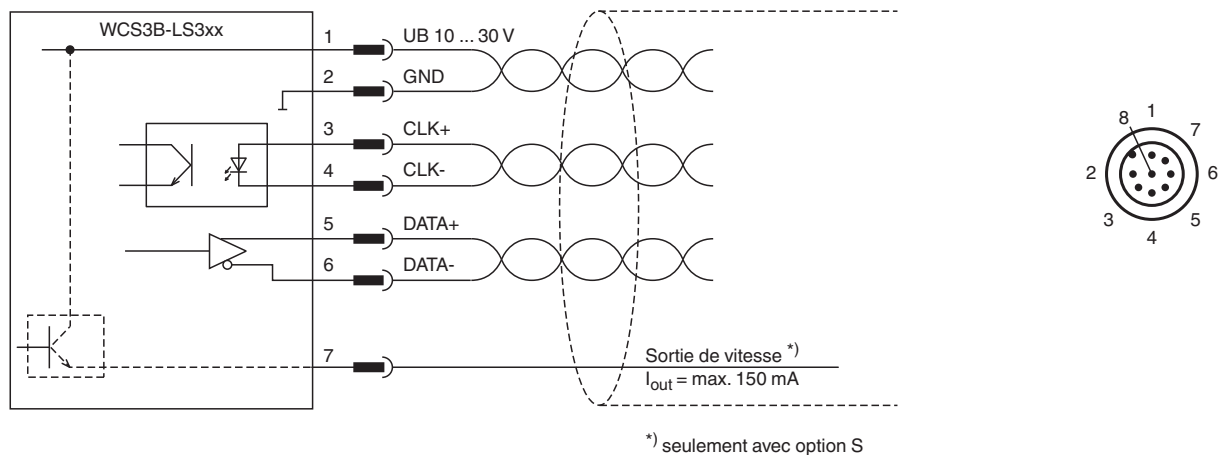 WCS3B-LS3xx
1 UB 10 ... 30 V
2 GND
3 CLK+
4 CLK-
5 DATA+
6 DATA-
7 Sortie de vitesse *)
Iout = max. 150 mA
*) seulement avec option S
8 1 7
2 6
3 5
4